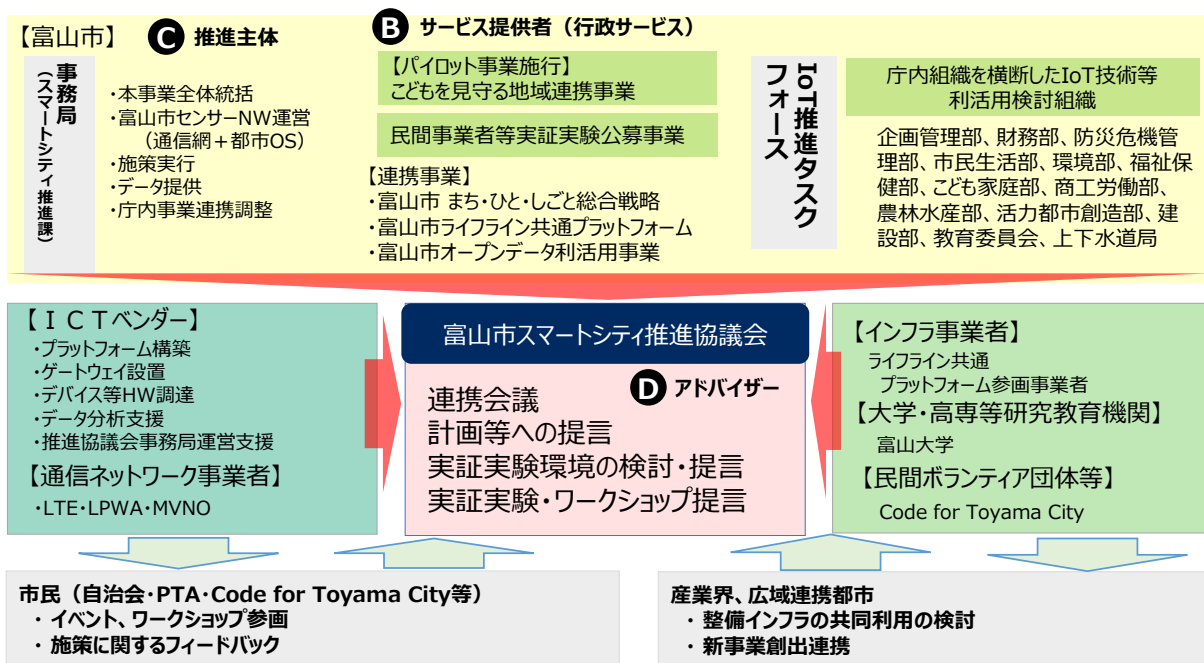 【富山市】
C 推進主体
事務局
(スマートシティ推進課)
・本事業全体統括
・富山市センサーNW運営
(通信網+都市OS)
・施策実行
・データ提供
・庁内事業連携調整
B サービス提供者(行政サービス)
【パイロット事業施行】
こどもを見守る地域連携事業
民間事業者等実証実験公募事業
【連携事業】
・富山市 まち・ひと・しごと総合戦略
・富山市ライフライン共通プラットフォーム
・富山市オープンデータ利活用事業
IoT推進タスク
フォース
庁内組織を横断したIoT技術等
利活用検討組織
企画管理部、財務部、防災危機管
理部、市民生活部、環境部、福祉保
健部、こども家庭部、商工労働部、
農林水産部、活力都市創造部、建
設部、教育委員会、上下水道局
【ICTベンダー】
・プラットフォーム構築
・ゲートウェイ設置
・デバイス等HW調達
・データ分析支援
・推進協議会事務局運営支援
【通信ネットワーク事業者】
・LTE・LPWA・MVNO
富山市スマートシティ推進協議会
D アドバイザー
連携会議
計画等への提言
実証実験環境の検討・提言
実証実験・ワークショップ提言
【インフラ事業者】
ライフライン共通
プラットフォーム参画事業者
【大学・高専等研究教育機関】
富山大学
【民間ボランティア団体等】
Code for Toyama City
市民(自治会・PTA・Code for Toyama City等)
・ イベント、ワークショップ参画
・ 施策に関するフィードバック
産業界、広域連携都市
・ 整備インフラの共同利用の検討
・ 新事業創出連携